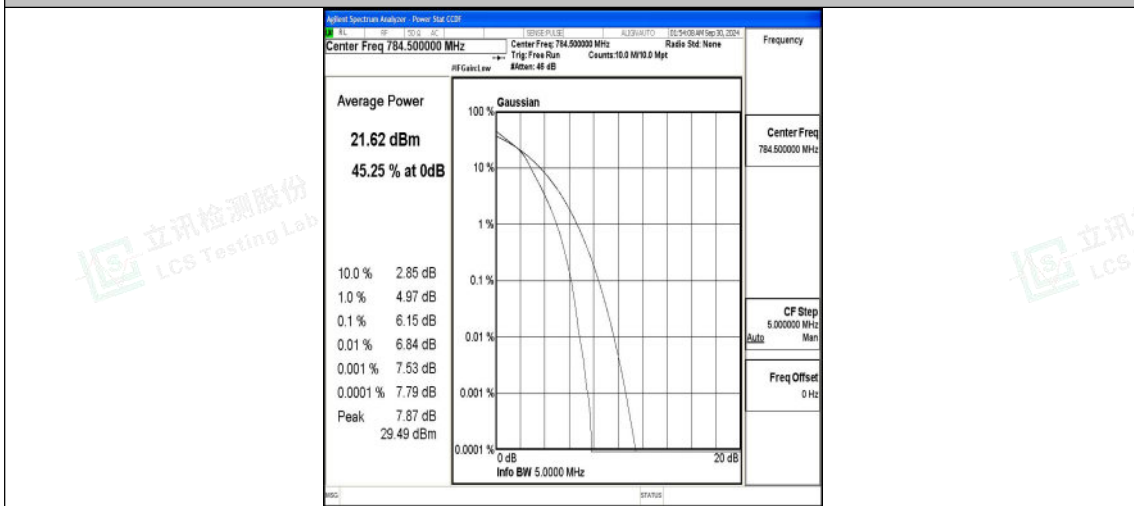 Agilent Spectrum Analyzer - Power Stat CCDF
RL RF 50 Ω AC SENSE:PULSE ALIGNAUTO 01:54:08 AM Sep 30, 2024
Center Freq 784.500000 MHz
Center Freq: 784.500000 MHz Radio Std: None
Trig: Free Run Counts:10.0 M/10.0 Mpt
#IFGain:Low #Atten: 46 dB
Frequency
Average Power
21.62 dBm
45.25 % at 0dB
10.0 % 2.85 dB
1.0 % 4.97 dB
0.1 % 6.15 dB
0.01 % 6.84 dB
0.001 % 7.53 dB
0.0001 % 7.79 dB
Peak 7.87 dB
29.49 dBm
Gaussian
100 %
10 %
1 %
0.1 %
0.01 %
0.001 %
0.0001 %
0 dB 20 dB
Info BW 5.0000 MHz
Center Freq
784.500000 MHz
CF Step
5.000000 MHz
Auto Man
Freq Offset
0 Hz
MSG STATUS
立讯检测股份
LCS Testing Lab
立讯
LCS